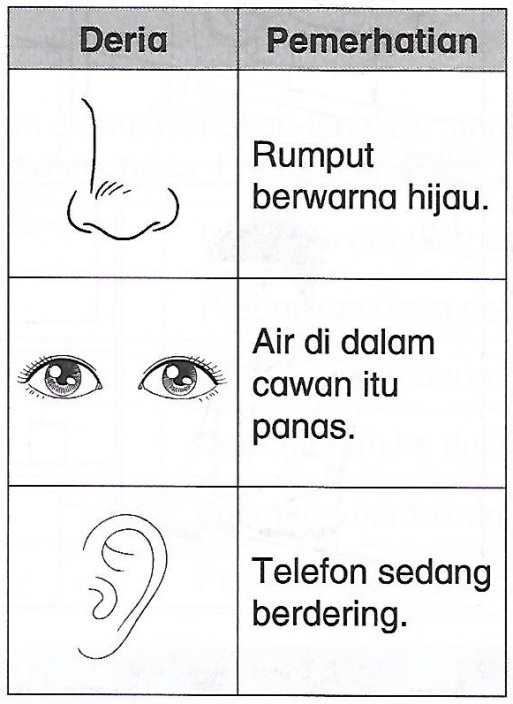 Deria Pemerhatian
Rumput
berwarna hijau.
Air di dalam
cawan itu
panas.
Telefon sedang
berdering.